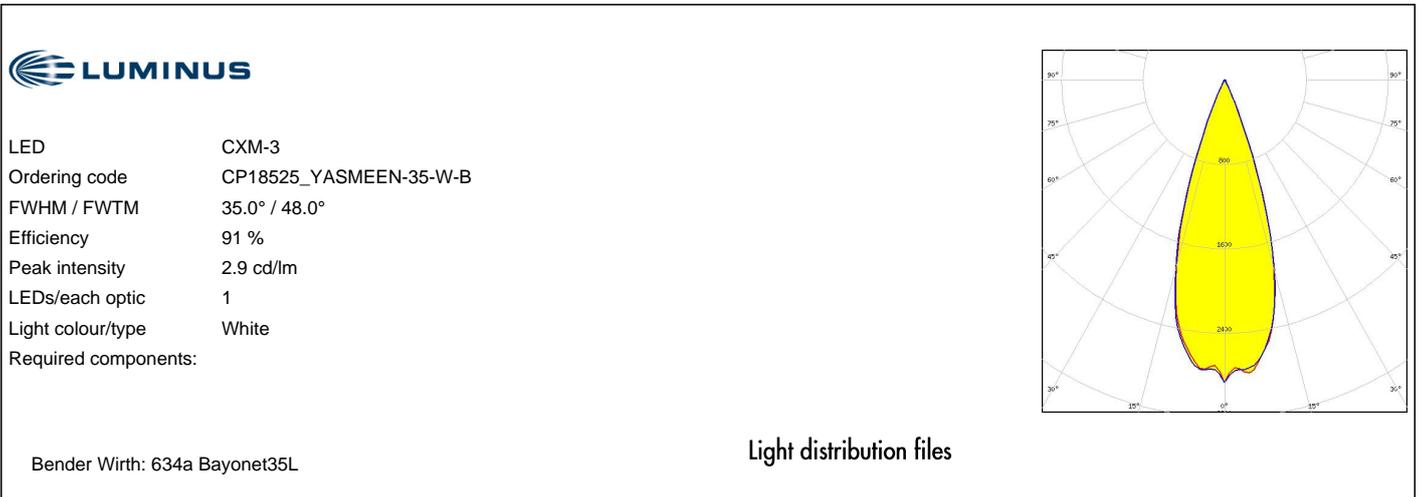 LUMINUS
LED CXM-3
Ordering code CP18525_YASMEEN-35-W-B
FWHM / FWTM 35.0° / 48.0°
Efficiency 91 %
Peak intensity 2.9 cd/lm
LEDs/each optic 1
Light colour/type White
Required components:
Bender Wirth: 634a Bayonet35L
Light distribution files
90° 90°
75° 75°
800
60° 60°
1600
45° 45°
2400
30° 30°
15° 0° 15°